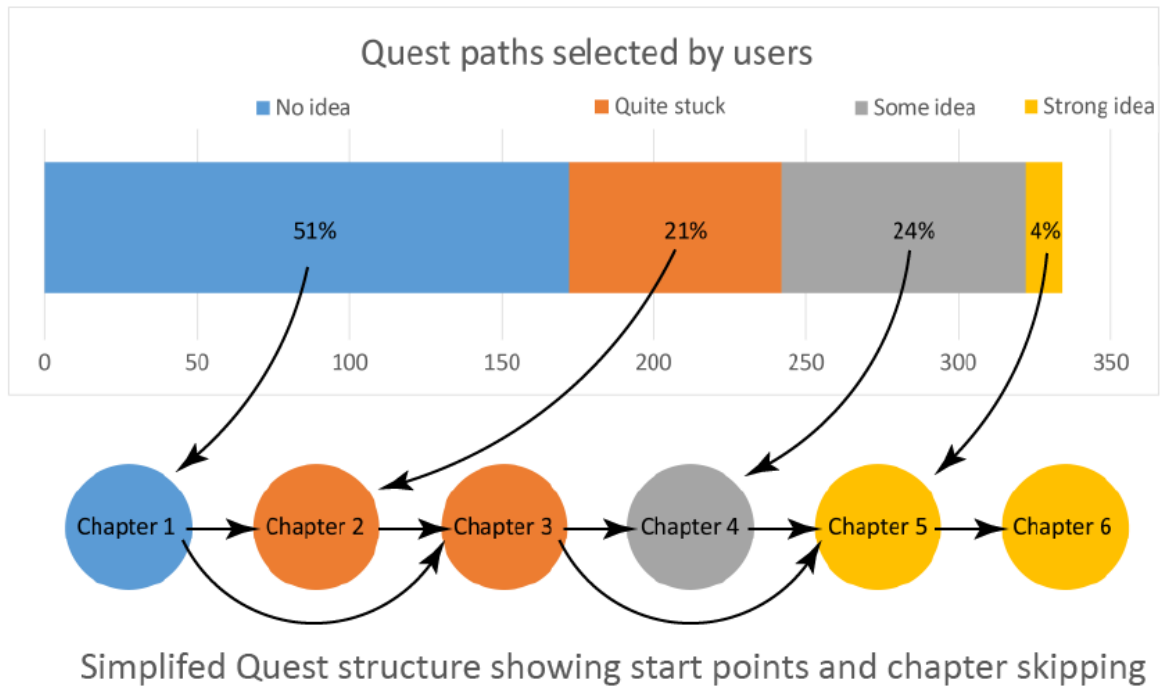 Quest paths selected by users
No idea Quite stuck Some idea Strong idea
51% 21% 24% 4%
0 50 100 150 200 250 300 350
Chapter 1 Chapter 2 Chapter 3 Chapter 4 Chapter 5 Chapter 6
Simplifed Quest structure showing start points and chapter skipping